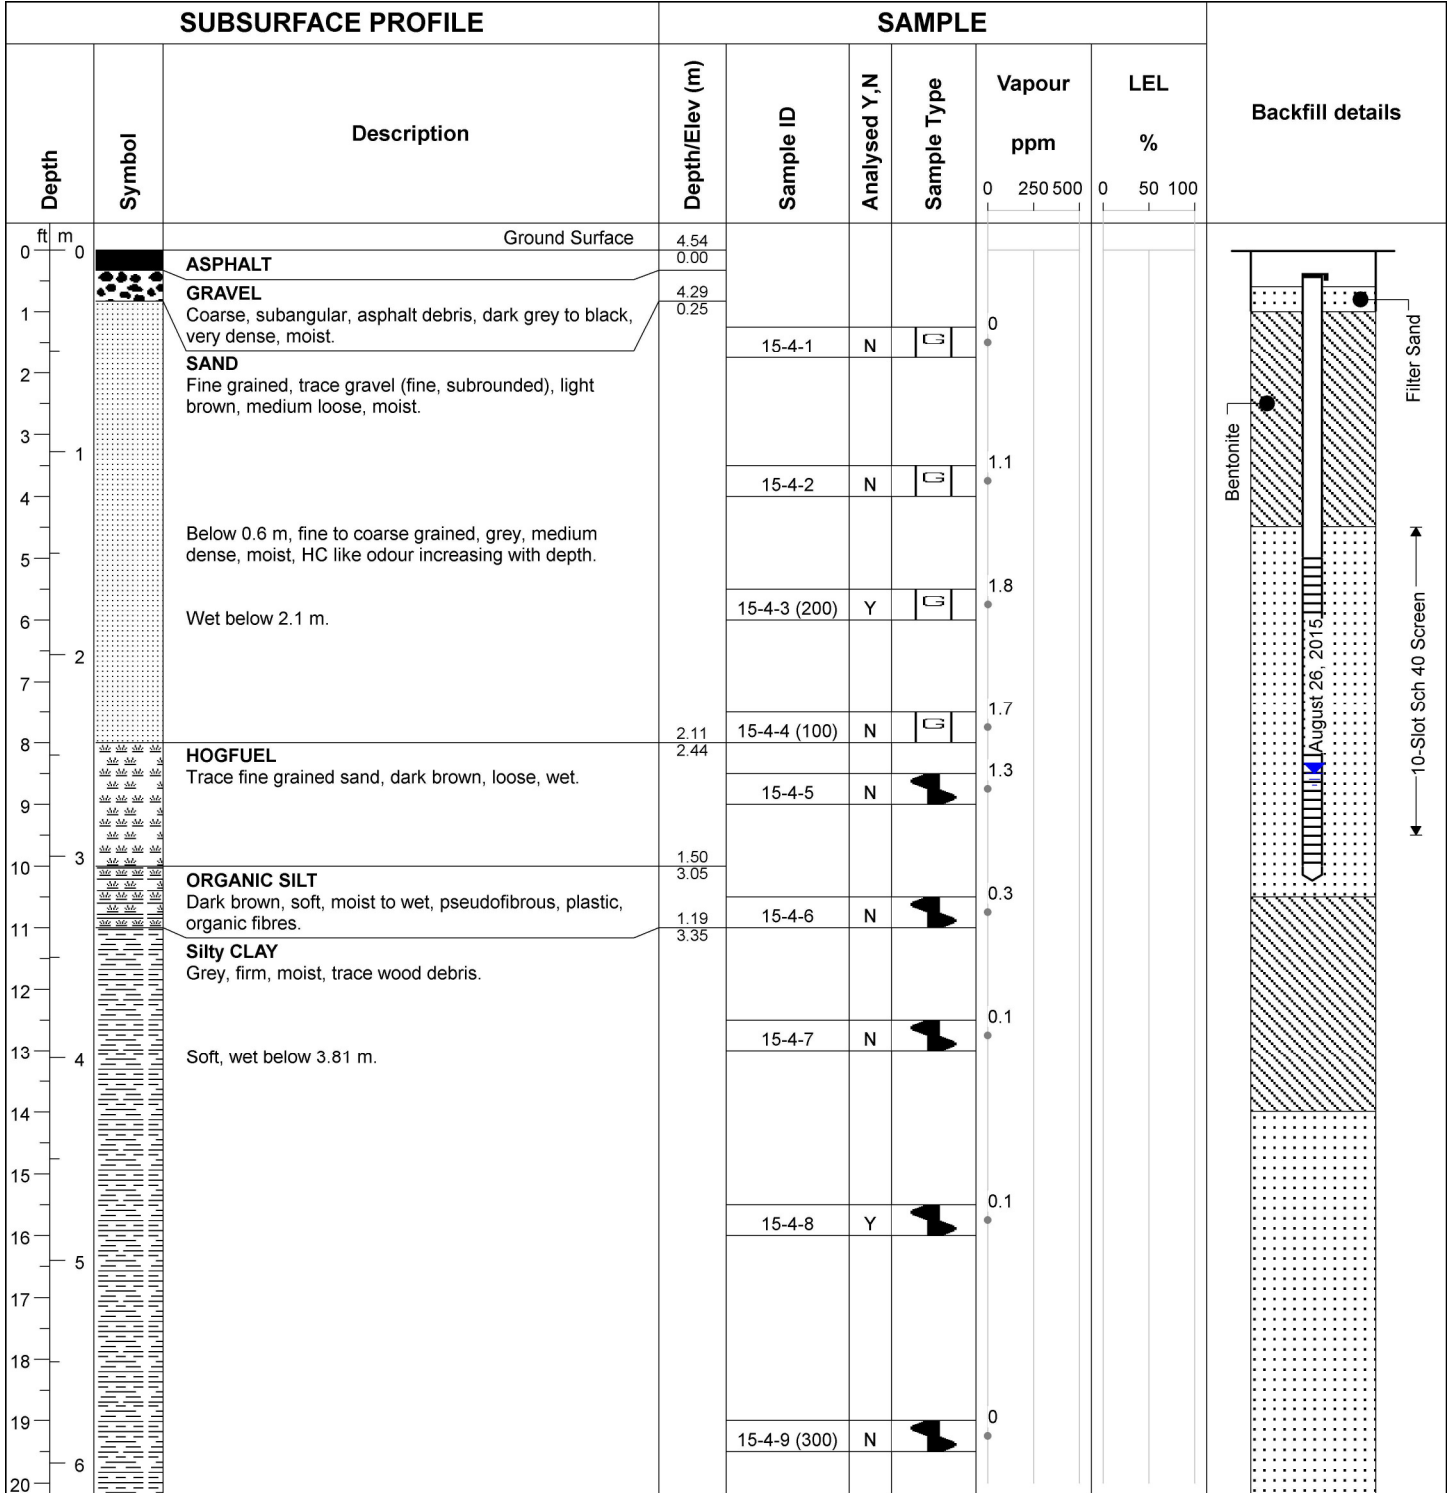 SUBSURFACE PROFILE
SAMPLE
Depth
Symbol
Description
Depth/Elev (m)
Sample ID
Analysed Y,N
Sample Type
Vapour
ppm
0 250 500
LEL
%
0 50 100
Backfill details
ft m
0 0
Ground Surface
4.54
0.00
ASPHALT
GRAVEL
Coarse, subangular, asphalt debris, dark grey to black,
very dense, moist.
4.29
0.25
1
SAND
Fine grained, trace gravel (fine, subrounded), light
brown, medium loose, moist.
15-4-1 N G 0
2
3
1
15-4-2 N G 1.1
4
Below 0.6 m, fine to coarse grained, grey, medium
dense, moist, HC like odour increasing with depth.
5
15-4-3 (200) Y G 1.8
Wet below 2.1 m.
6
2
7
15-4-4 (100) N G 1.7
2.11
2.44
8
HOGFUEL
Trace fine grained sand, dark brown, loose, wet.
15-4-5 N 1.3
9
3
1.50
3.05
10
ORGANIC SILT
Dark brown, soft, moist to wet, pseudofibrous, plastic,
organic fibres.
15-4-6 N 0.3
1.19
3.35
11
Silty CLAY
Grey, firm, moist, trace wood debris.
12
15-4-7 N 0.1
13
4
Soft, wet below 3.81 m.
14
15
15-4-8 Y 0.1
16
5
17
18
19
15-4-9 (300) N 0
6
20
Filter Sand
Bentonite
10-Slot Sch 40 Screen
August 26, 2015